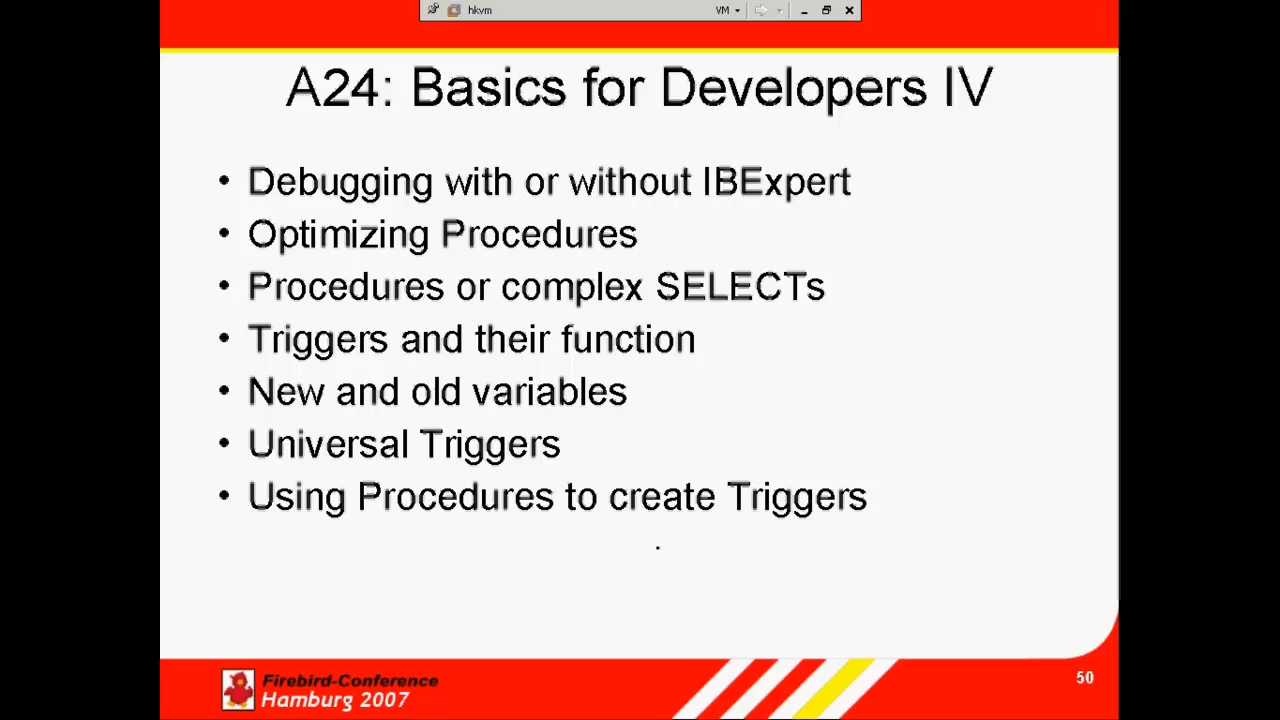 hkvm
VM
A24: Basics for Developers IV
• Debugging with or without IBExpert
• Optimizing Procedures
• Procedures or complex SELECTs
• Triggers and their function
• New and old variables
• Universal Triggers
• Using Procedures to create Triggers
.
Firebird-Conference
Hamburg 2007
50